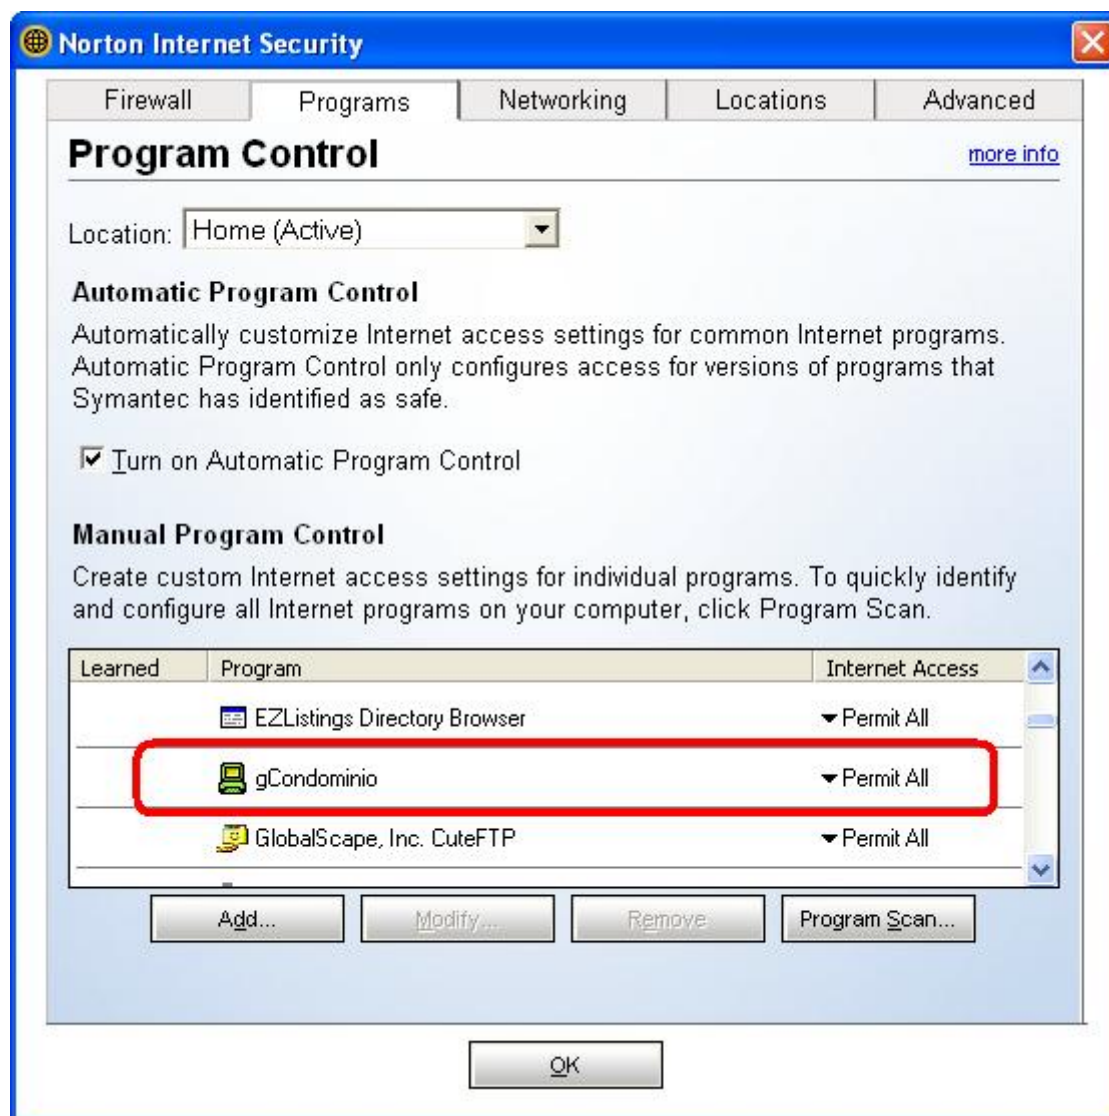 Norton Internet Security
Firewall Programs Networking Locations Advanced
Program Control more info
Location: Home (Active)
Automatic Program Control
Automatically customize Internet access settings for common Internet programs.
Automatic Program Control only configures access for versions of programs that
Symantec has identified as safe.
Turn on Automatic Program Control
Manual Program Control
Create custom Internet access settings for individual programs. To quickly identify
and configure all Internet programs on your computer, click Program Scan.
Learned Program Internet Access
EZListings Directory Browser Permit All
gCondominio Permit All
GlobalScape, Inc. CuteFTP Permit All
Add... Modify... Remove Program Scan...
OK